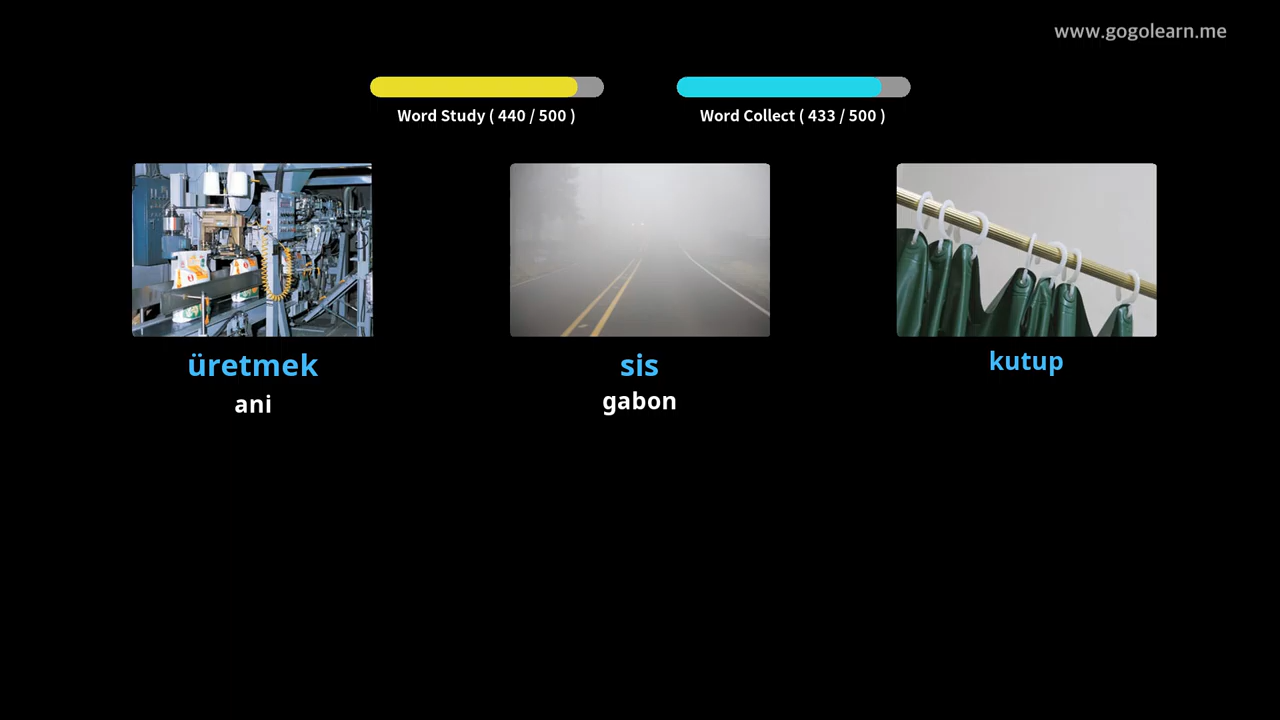 www.gogolearn.me
Word Study ( 440 / 500 )
Word Collect ( 433 / 500 )
üretmek
ani
sis
gabon
kutup